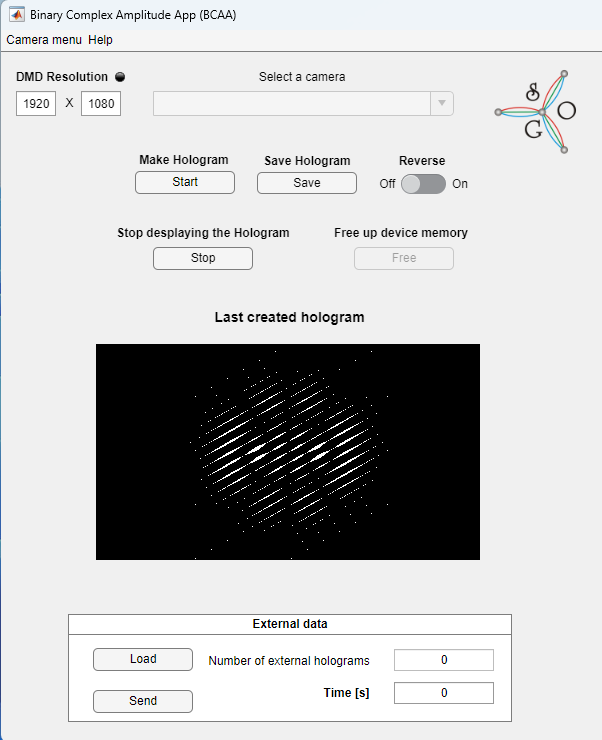 Binary Complex Amplitude App (BCAA)
Camera menu Help
DMD Resolution Select a camera
1920 X 1080
S
O
G
Make Hologram Save Hologram Reverse
Start Save Off On
Stop desplaying the Hologram Free up device memory
Stop Free
Last created hologram
External data
Load Number of external holograms 0
Time [s] 0
Send